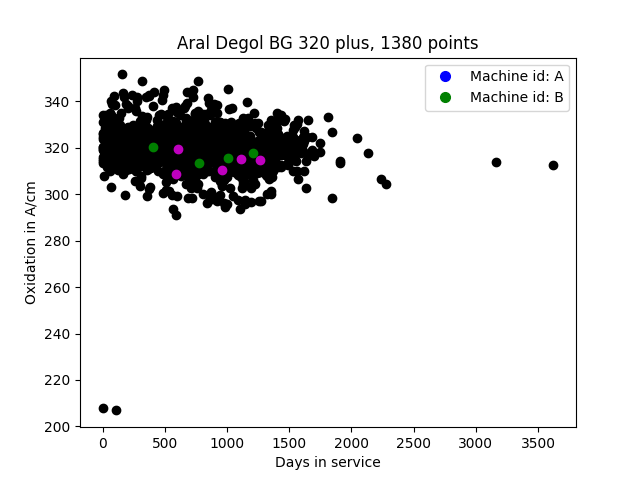 Aral Degol BG 320 plus, 1380 points
Machine id: A
Machine id: B
Oxidation in A/cm
340
320
300
280
260
240
220
200
0 500 1000 1500 2000 2500 3000 3500
Days in service